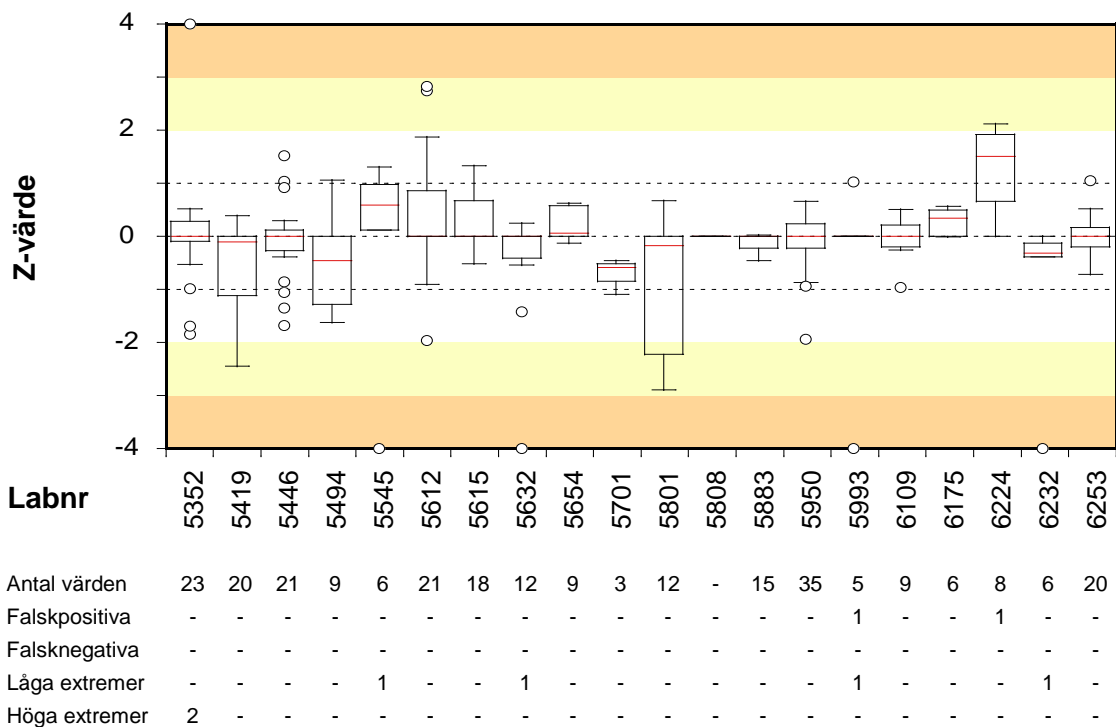 4
2
0
-2
-4
Z-värde
Labnr 5352 5419 5446 5494 5545 5612 5615 5632 5654 5701 5801 5808 5883 5950 5993 6109 6175 6224 6232 6253
Antal värden 23 20 21 9 6 21 18 12 9 3 12 - 15 35 5 9 6 8 6 20
Falskpositiva - - - - - - - - - - - - - - 1 - - 1 - -
Falsknegativa - - - - - - - - - - - - - - - - - - - -
Låga extremer - - - - 1 - - 1 - - - - - - 1 - - - 1 -
Höga extremer 2 - - - - - - - - - - - - - - - - - - -